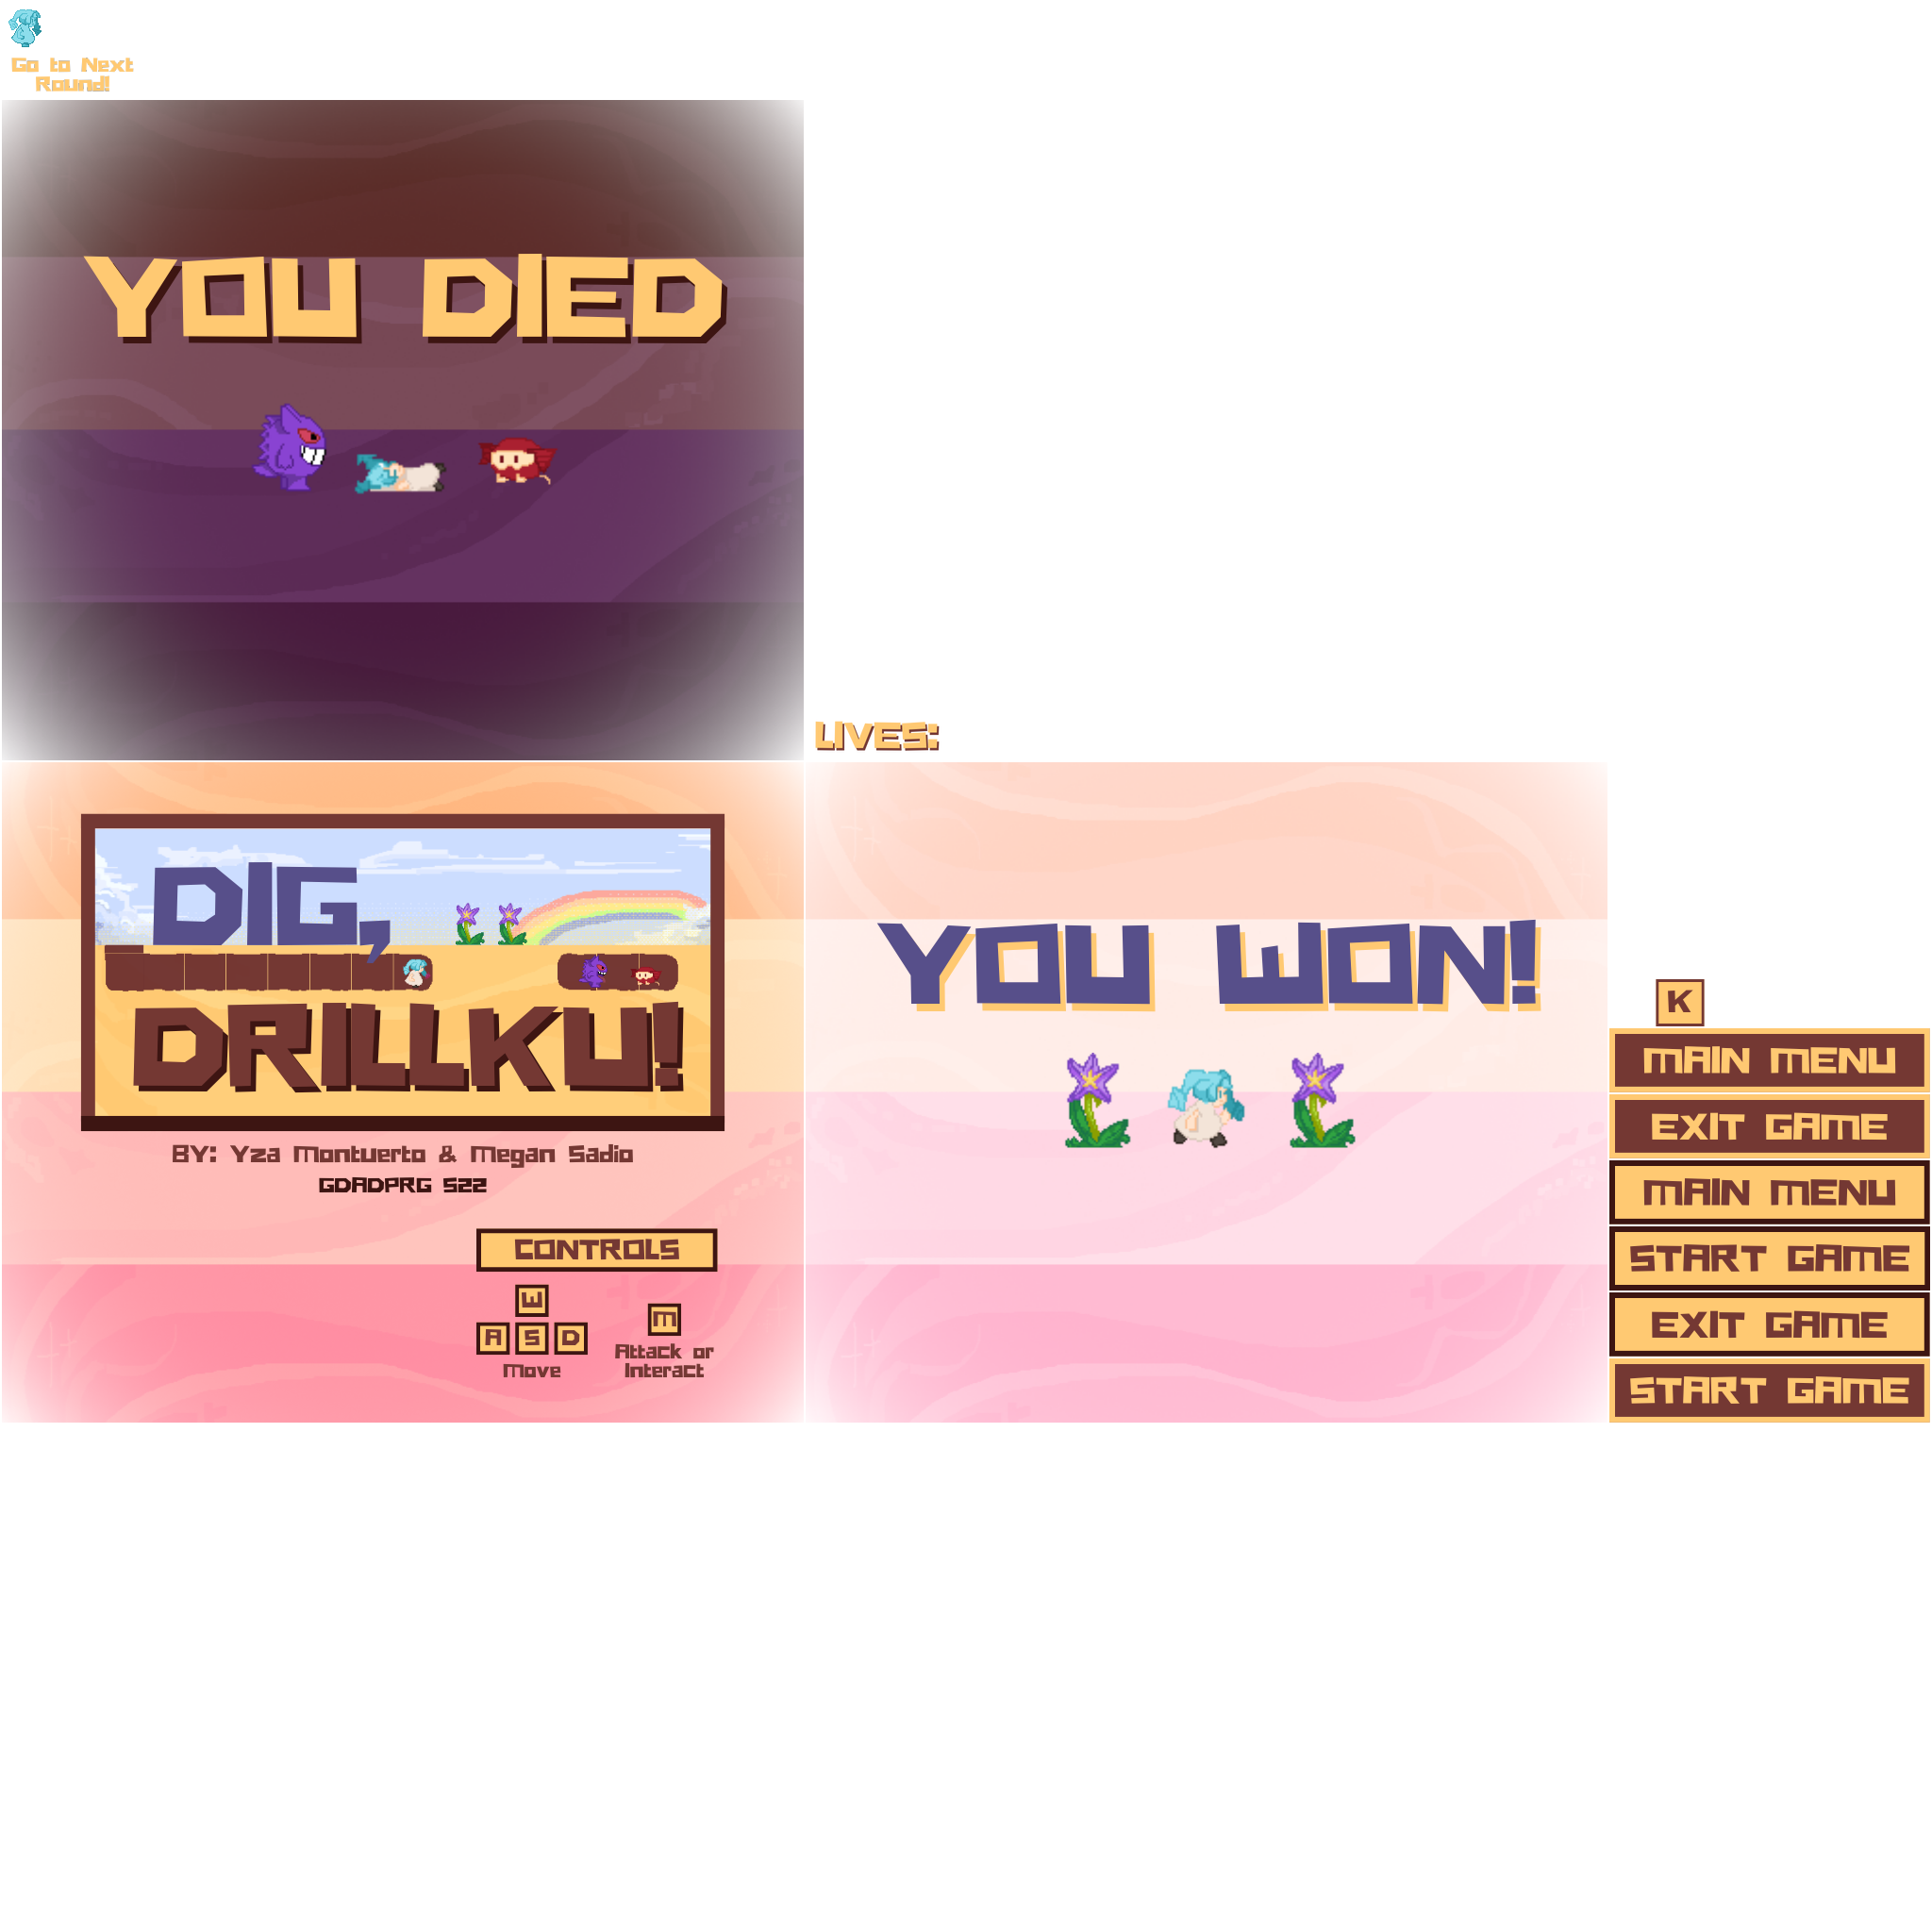 Go to Next
Round!
YOU DIED
LIVES:
DIG,
DRILLKU!
BY: Yza Montuerto & Megan Sadio
GDADPRG S22
CONTROLS
W
A S D
Move
M
Attack or
Interact
YOU WON!
K
MAIN MENU
EXIT GAME
MAIN MENU
START GAME
EXIT GAME
START GAME